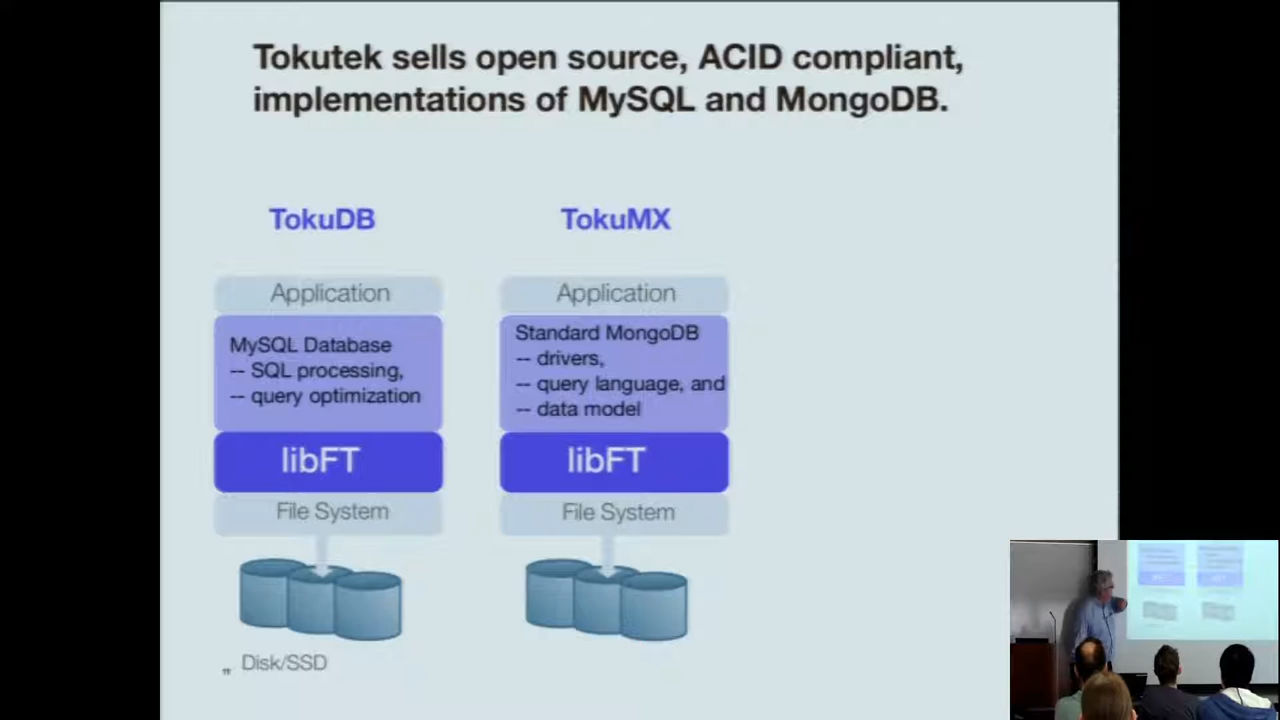 Tokutek sells open source, ACID compliant,
implementations of MySQL and MongoDB.
TokuDB
Application
MySQL Database
-- SQL processing,
-- query optimization
libFT
File System
Disk/SSD
TokuMX
Application
Standard MongoDB
-- drivers,
-- query language, and
-- data model
libFT
File System